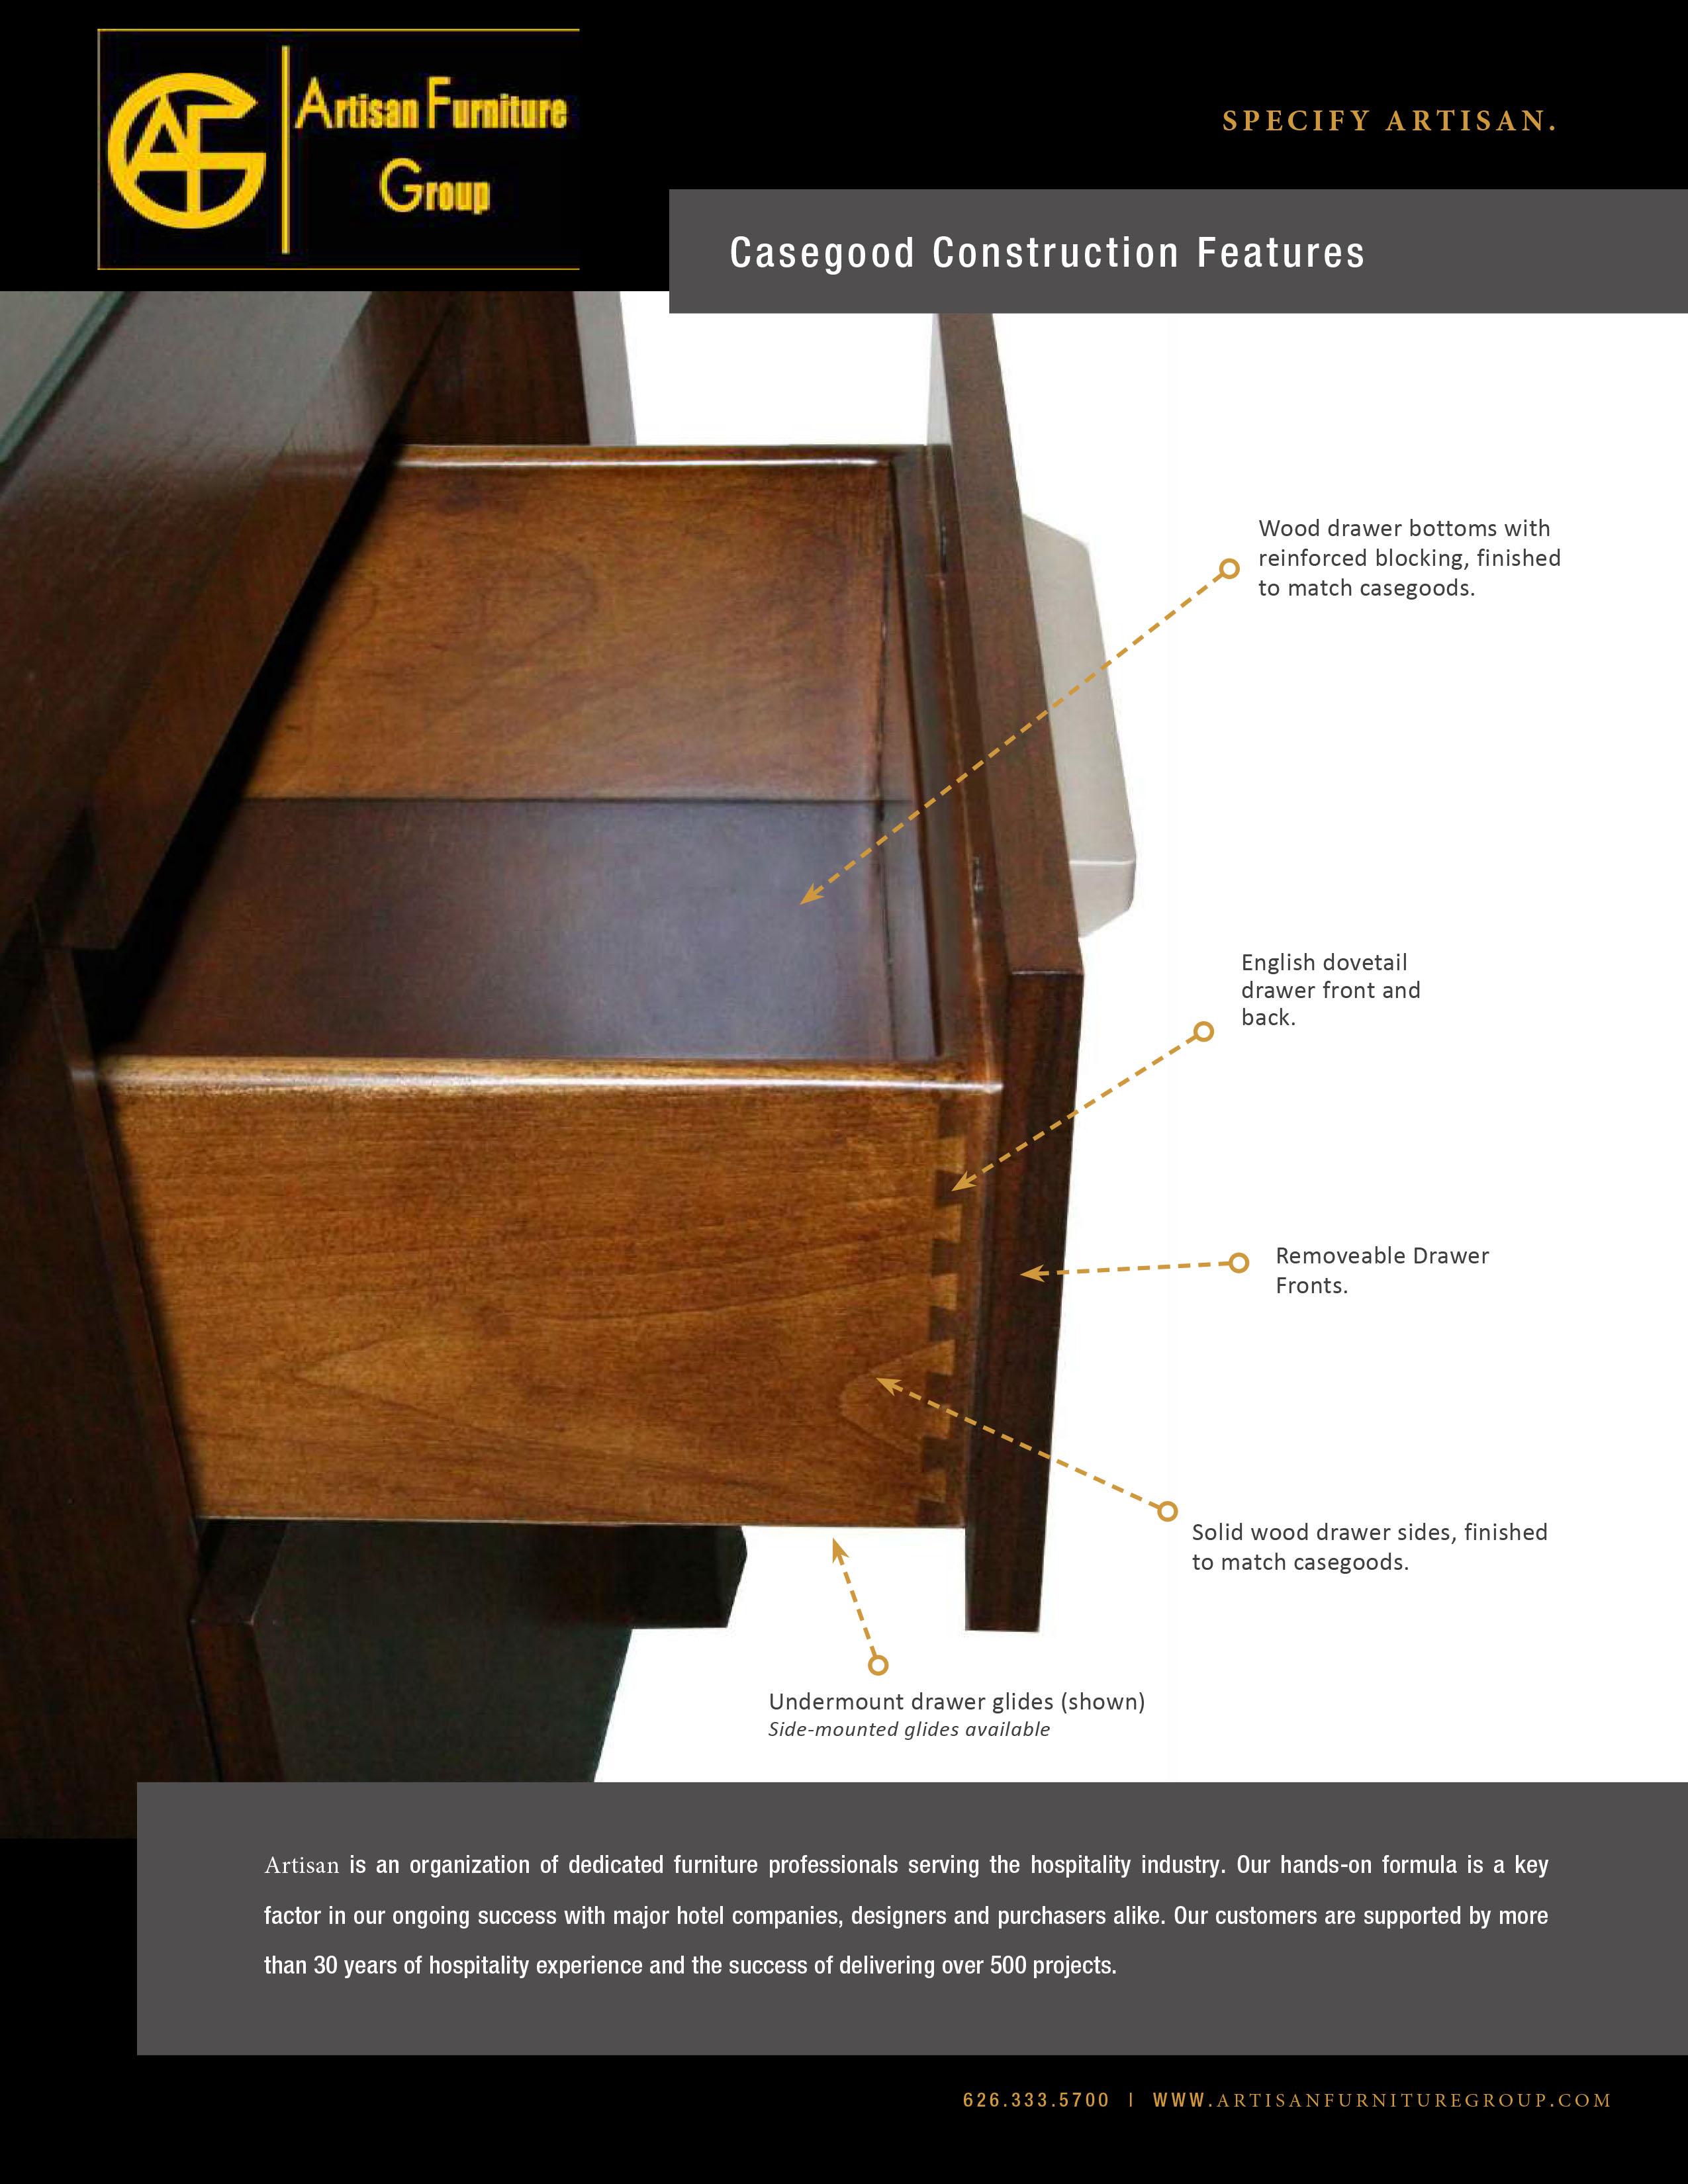 AFG
Artisan Furniture
Group
SPECIFY ARTISAN.
Casegood Construction Features
Wood drawer bottoms with
reinforced blocking, finished
to match casegoods.
English dovetail
drawer front and
back.
Removeable Drawer
Fronts.
Solid wood drawer sides, finished
to match casegoods.
Undermount drawer glides (shown)
Side-mounted glides available
Artisan is an organization of dedicated furniture professionals serving the hospitality industry. Our hands-on formula is a key
factor in our ongoing success with major hotel companies, designers and purchasers alike. Our customers are supported by more
than 30 years of hospitality experience and the success of delivering over 500 projects.
626.333.5700 | WWW.ARTISANFURNITUREGROUP.COM